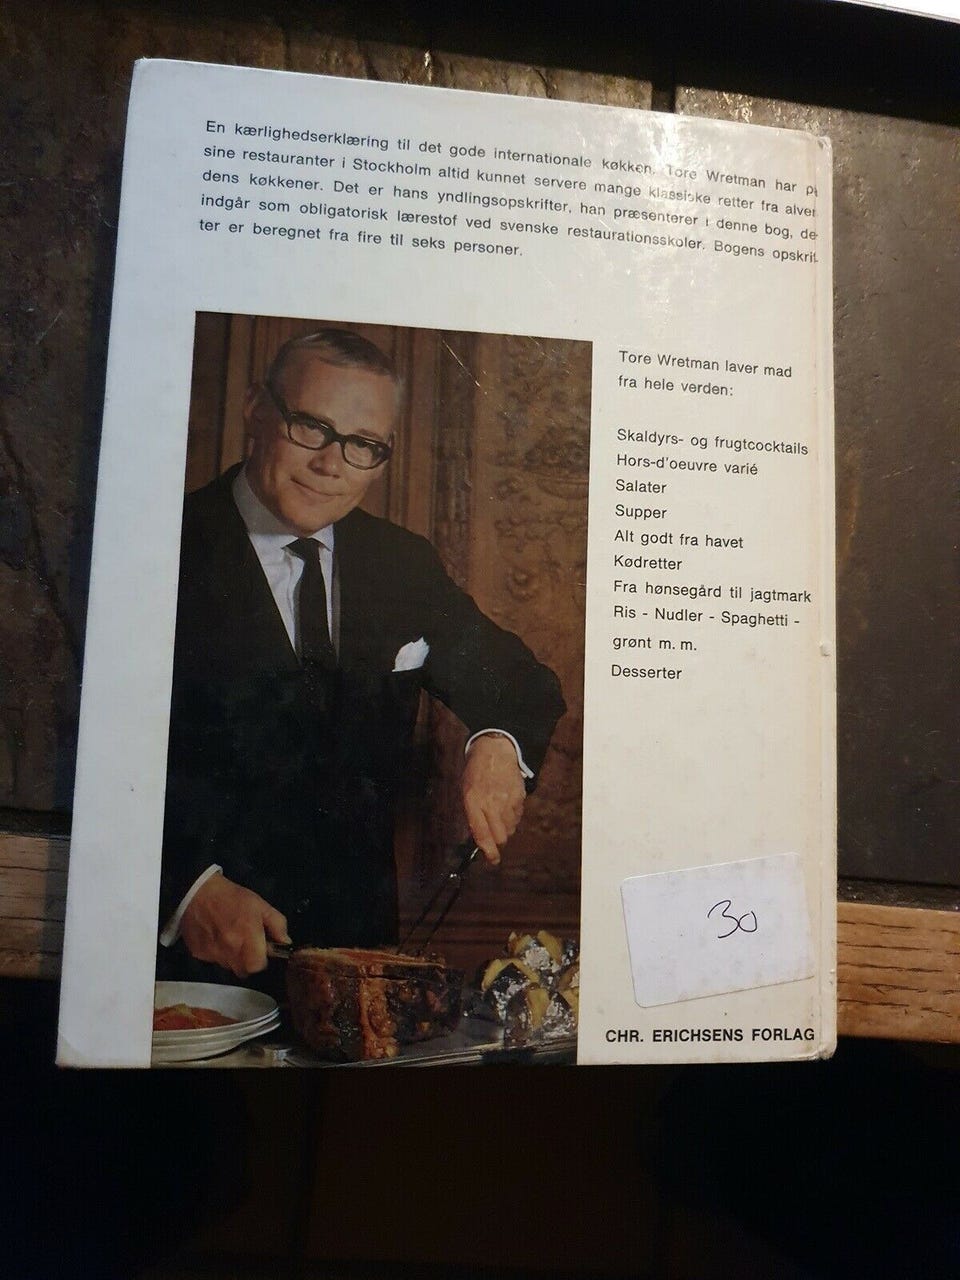 En kærlighedserklæring til det gode internationale køkken. Tore Wretman har på
sine restauranter i Stockholm altid kunnet servere mange klassiske retter fra alver
dens køkkener. Det er hans yndlingsopskrifter, han præsenterer i denne bog, de
indgår som obligatorisk lærestof ved svenske restaurationsskoler. Bogens opskrif-
ter er beregnet fra fire til seks personer.
Tore Wretman laver mad
fra hele verden:
Skaldyrs- og frugtcocktails
Hors-d'oeuvre varié
Salater
Supper
Alt godt fra havet
Kødretter
Fra hønsegård til jagtmark
Ris - Nudler - Spaghetti -
grønt m. m.
Desserter
30
CHR. ERICHSENS FORLAG